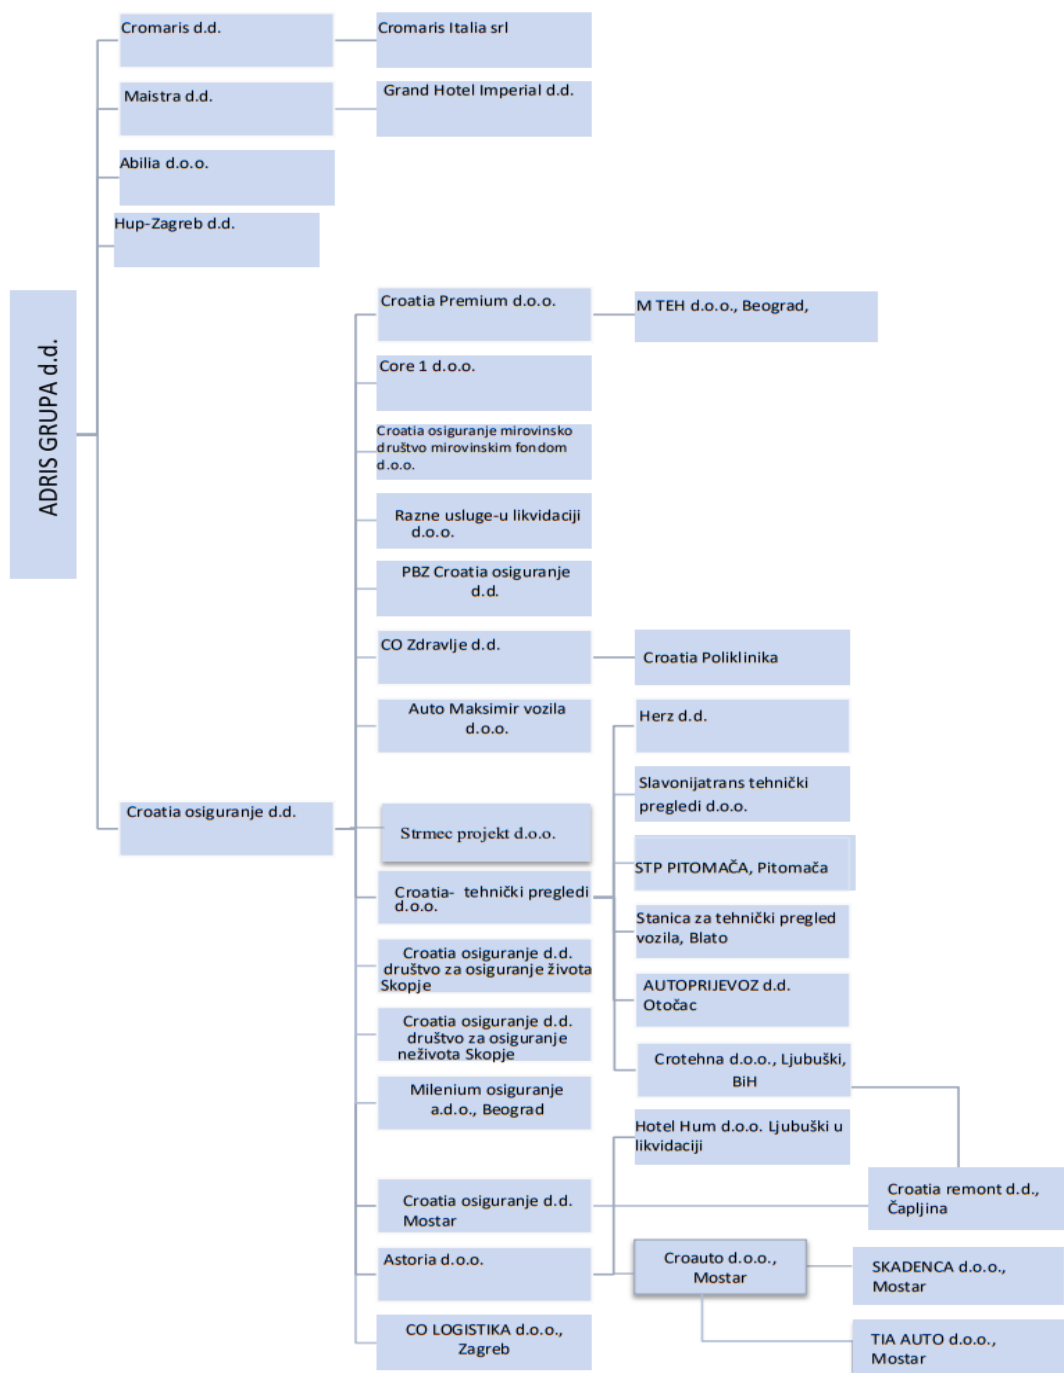 Cromaris d.d.
Cromaris Italia srl
Maistra d.d.
Grand Hotel Imperial d.d.
Abilia d.o.o.
Hup-Zagreb d.d.
ADRIS GRUPA d.d.
Croatia Premium d.o.o.
M TEH d.o.o., Beograd,
Core 1 d.o.o.
Croatia osiguranje mirovinsko
društvo mirovinskim fondom
d.o.o.
Razne usluge-u likvidaciji
d.o.o.
PBZ Croatia osiguranje
d.d.
CO Zdravlje d.d.
Croatia Poliklinika
Auto Maksimir vozila
d.o.o.
Herz d.d.
Slavonijatrans tehnički
pregledi d.o.o.
Croatia osiguranje d.d.
Strmec projekt d.o.o.
STP PITOMAČA, Pitomača
Croatia- tehnički pregledi
d.o.o.
Stanica za tehnički pregled
vozila, Blato
Croatia osiguranje d.d.
društvo za osiguranje života
Skopje
AUTOPRIJEVOZ d.d.
Otočac
Croatia osiguranje d.d.
društvo za osiguranje
neživota Skopje
Crotehna d.o.o., Ljubuški,
BiH
Milenium osiguranje
a.d.o., Beograd
Hotel Hum d.o.o. Ljubuški u
likvidaciji
Croatia osiguranje d.d.
Mostar
Croatia remont d.d.,
Čapljina
Astoria d.o.o.
Croauto d.o.o.,
Mostar
SKADENCA d.o.o.,
Mostar
CO LOGISTIKA d.o.o.,
Zagreb
TIA AUTO d.o.o.,
Mostar